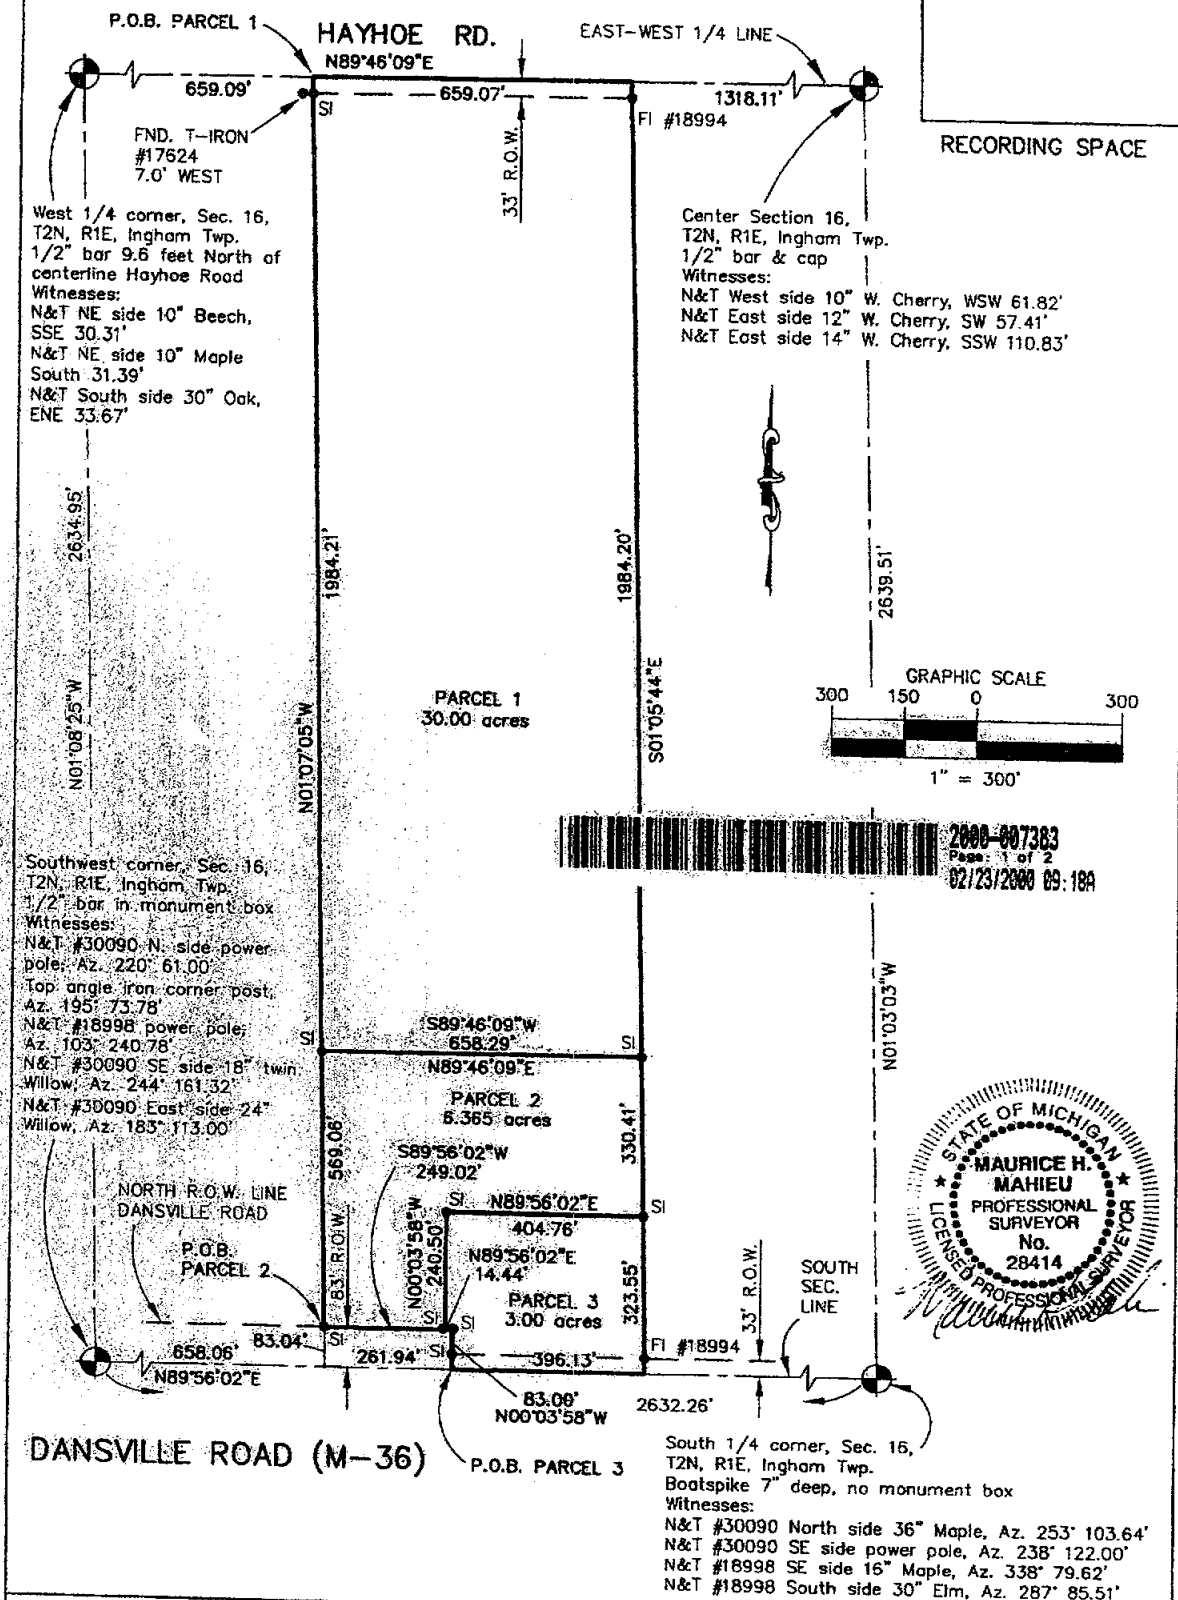 P.O.B. PARCEL 1
HAYHOE RD.
EAST-WEST 1/4 LINE
N89°46'09"E
659.09'
659.07'
1318.11'
SI
FI #18994
FND. T-IRON
#17624
7.0' WEST
33' R.O.W.
RECORDING SPACE
West 1/4 corner, Sec. 16,
T2N, R1E, Ingham Twp.
1/2" bar 9.6 feet North of
centerline Hayhoe Road
Witnesses:
N&T NE side 10" Beech,
SSE 30.31'
N&T NE side 10" Maple
South 31.39'
N&T South side 30" Oak,
ENE 33.67'
Center Section 16,
T2N, R1E, Ingham Twp.
1/2" bar & cap
Witnesses:
N&T West side 10" W. Cherry, WSW 61.82'
N&T East side 12" W. Cherry, SW 57.41'
N&T East side 14" W. Cherry, SSW 110.83'
2634.95'
1984.21'
1984.20'
2639.51'
N01°08'25"W
N01°07'05"W
S01°05'44"E
PARCEL 1
30.00 acres
GRAPHIC SCALE
300 150 0 300
1" = 300'
2000-007383
Page: 1 of 2
02/23/2000 09:18A
Southwest corner, Sec. 16,
T2N, R1E, Ingham Twp.
1/2" bar in monument box
Witnesses:
N&T #30090 N. side power
pole, Az. 220° 61.00'
Top angle iron corner post,
Az. 195° 73.78'
N&T #18998 power pole,
Az. 103° 240.78'
N&T #30090 SE side 18" twin
Willow, Az. 244° 161.32'
N&T #30090 East side 24"
Willow, Az. 183° 113.00'
N01°03'03"W
SI
S89°46'09"W
658.29'
SI
N89°46'09"E
PARCEL 2
6.365 acres
569.06'
330.41'
S89°56'02"W
249.02'
SI
N89°56'02"E
SI
404.76'
NORTH R.O.W. LINE
DANSVILLE ROAD
N00°03'58"W
240.50'
N89°56'02"E
14.44'
P.O.B.
PARCEL 2
83' R.O.W.
PARCEL 3
3.00 acres
323.55'
33' R.O.W.
SOUTH
SEC.
LINE
STATE OF MICHIGAN
MAURICE H.
MAHIEU
PROFESSIONAL
SURVEYOR
No.
28414
LICENSED PROFESSIONAL SURVEYOR
SI
SI
SI
83.04'
SI
FI #18994
658.06'
261.94'
396.13'
N89°56'02"E
83.00'
N00°03'58"W
2632.26'
DANSVILLE ROAD (M-36)
P.O.B. PARCEL 3
South 1/4 corner, Sec. 16,
T2N, R1E, Ingham Twp.
Boatspike 7" deep, no monument box
Witnesses:
N&T #30090 North side 36" Maple, Az. 253° 103.64'
N&T #30090 SE side power pole, Az. 238° 122.00'
N&T #18998 SE side 16" Maple, Az. 338° 79.62'
N&T #18998 South side 30" Elm, Az. 287° 85.51'